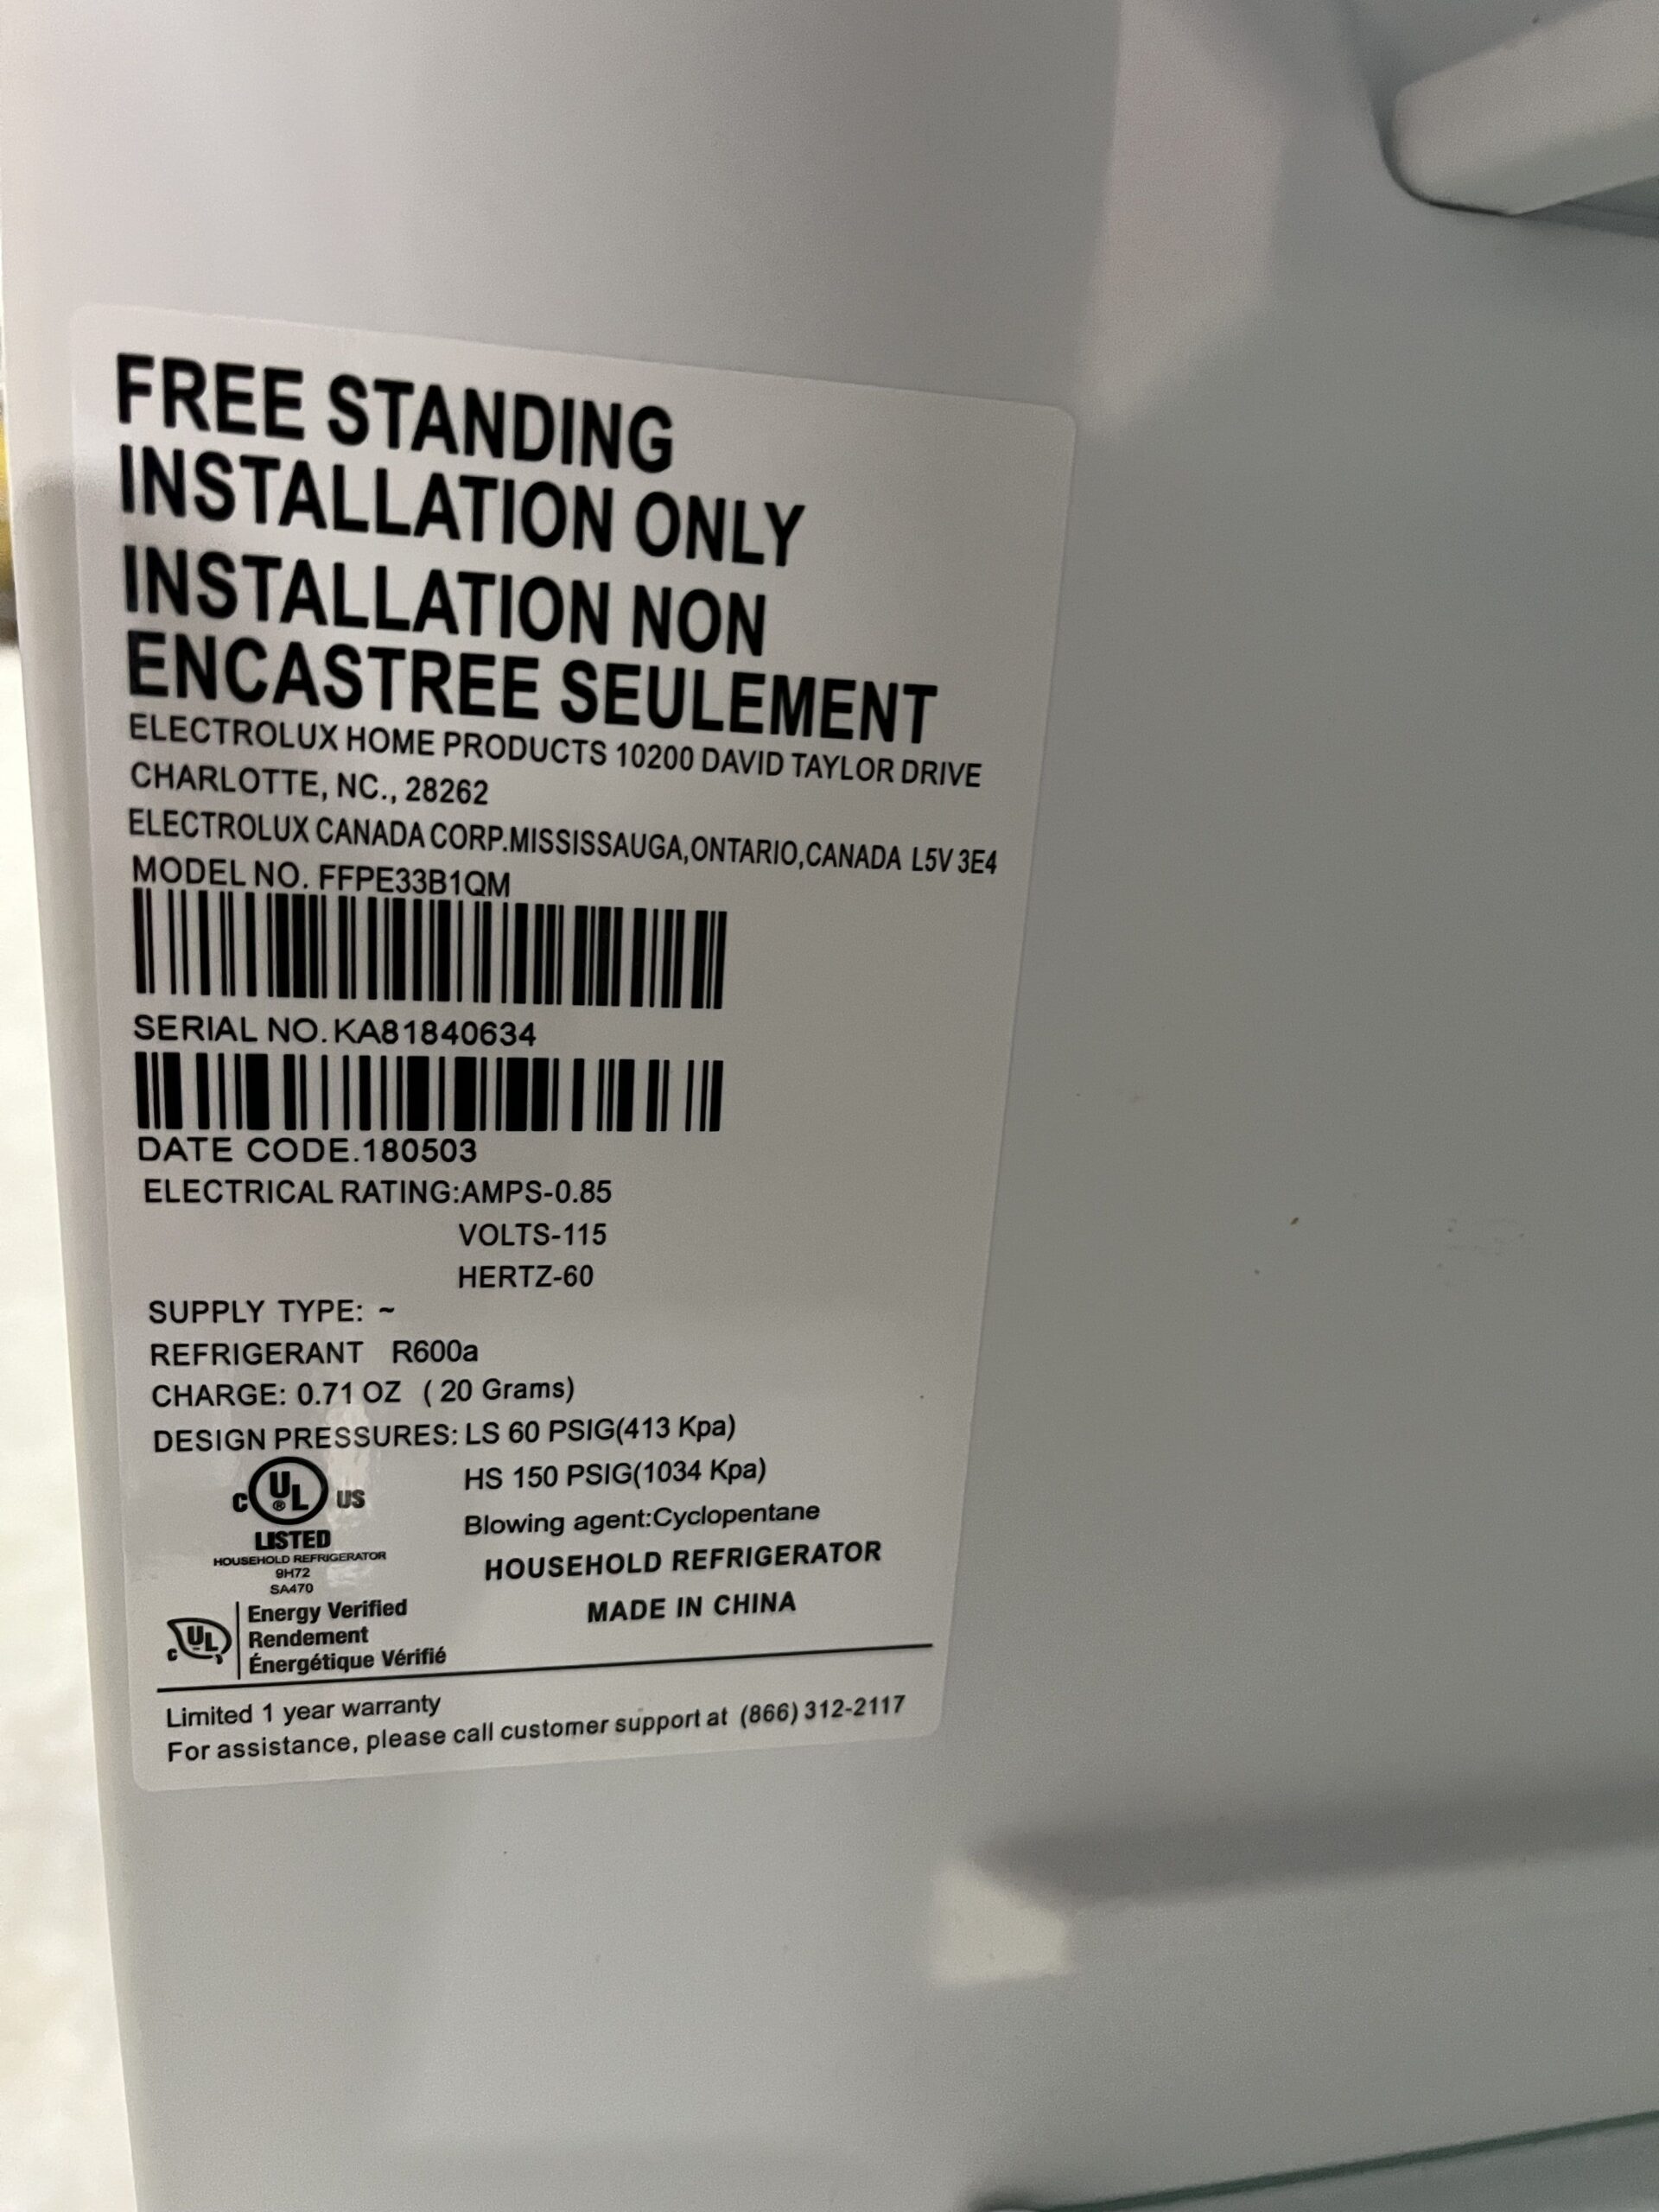 FREE STANDING
INSTALLATION ONLY
INSTALLATION NON
ENCASTREE SEULEMENT
ELECTROLUX HOME PRODUCTS 10200 DAVID TAYLOR DRIVE
CHARLOTTE, NC., 28262
ELECTROLUX CANADA CORP.MISSISSAUGA,ONTARIO,CANADA L5V 3E4
MODEL NO. FFPE33B1QM
SERIAL NO. KA81840634
DATE CODE.180503
ELECTRICAL RATING:AMPS-0.85
VOLTS-115
HERTZ-60
SUPPLY TYPE: ~
REFRIGERANT R600a
CHARGE: 0.71 OZ ( 20 Grams)
DESIGN PRESSURES: LS 60 PSIG(413 Kpa)
HS 150 PSIG(1034 Kpa)
C UL ® US
LISTED
HOUSEHOLD REFRIGERATOR
9H72
SA470
Blowing agent:Cyclopentane
HOUSEHOLD REFRIGERATOR
MADE IN CHINA
C UL
Energy Verified
Rendement
Énergétique Vérifié
Limited 1 year warranty
For assistance, please call customer support at (866) 312-2117